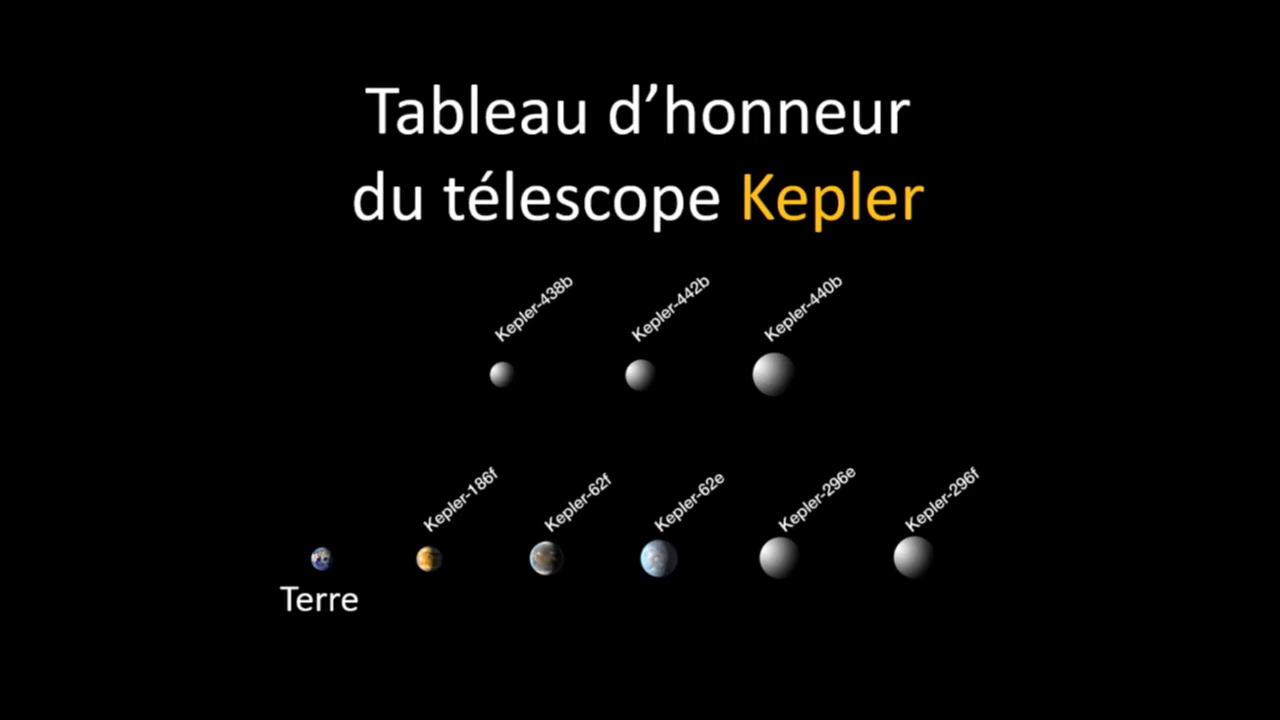 Tableau d’honneur
du télescope Kepler
Kepler-438b
Kepler-442b
Kepler-440b
Kepler-186f
Kepler-62f
Kepler-62e
Kepler-296e
Kepler-296f
Terre